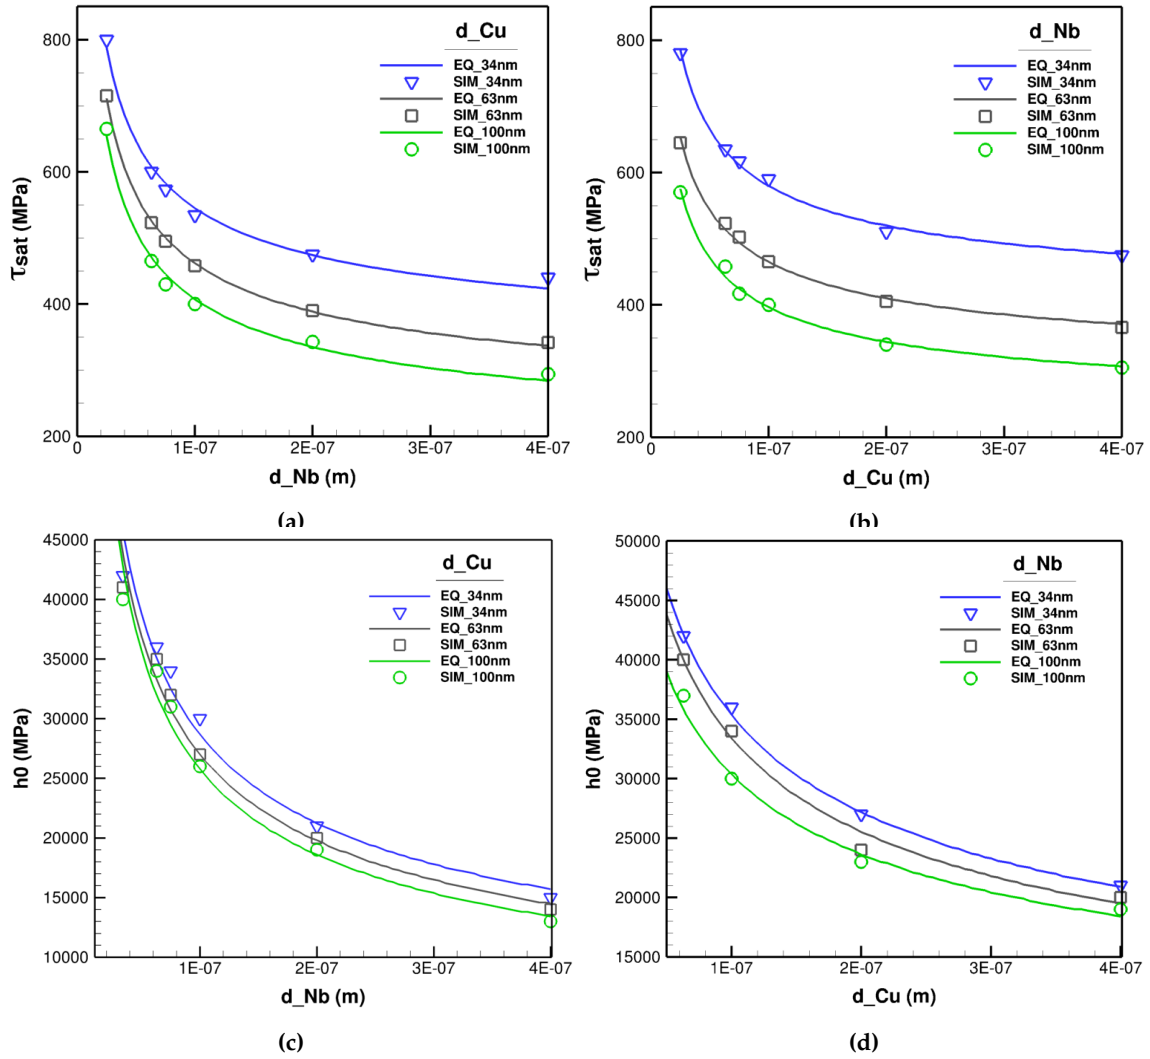 (a)
d_Cu
EQ_34nm
SIM_34nm
EQ_63nm
SIM_63nm
EQ_100nm
SIM_100nm
800
600
400
200
τsat (MPa)
0
1E-07
2E-07
3E-07
4E-07
d_Nb (m)
(b)
d_Nb
EQ_34nm
SIM_34nm
EQ_63nm
SIM_63nm
EQ_100nm
SIM_100nm
800
600
400
200
τsat (MPa)
0
1E-07
2E-07
3E-07
4E-07
d_Cu (m)
d_Cu
EQ_34nm
SIM_34nm
EQ_63nm
SIM_63nm
EQ_100nm
SIM_100nm
45000
40000
35000
30000
25000
20000
15000
10000
h0 (MPa)
1E-07
2E-07
3E-07
4E-07
d_Nb (m)
(c)
d_Nb
EQ_34nm
SIM_34nm
EQ_63nm
SIM_63nm
EQ_100nm
SIM_100nm
50000
45000
40000
35000
30000
25000
20000
15000
h0 (MPa)
1E-07
2E-07
3E-07
4E-07
d_Cu (m)
(d)